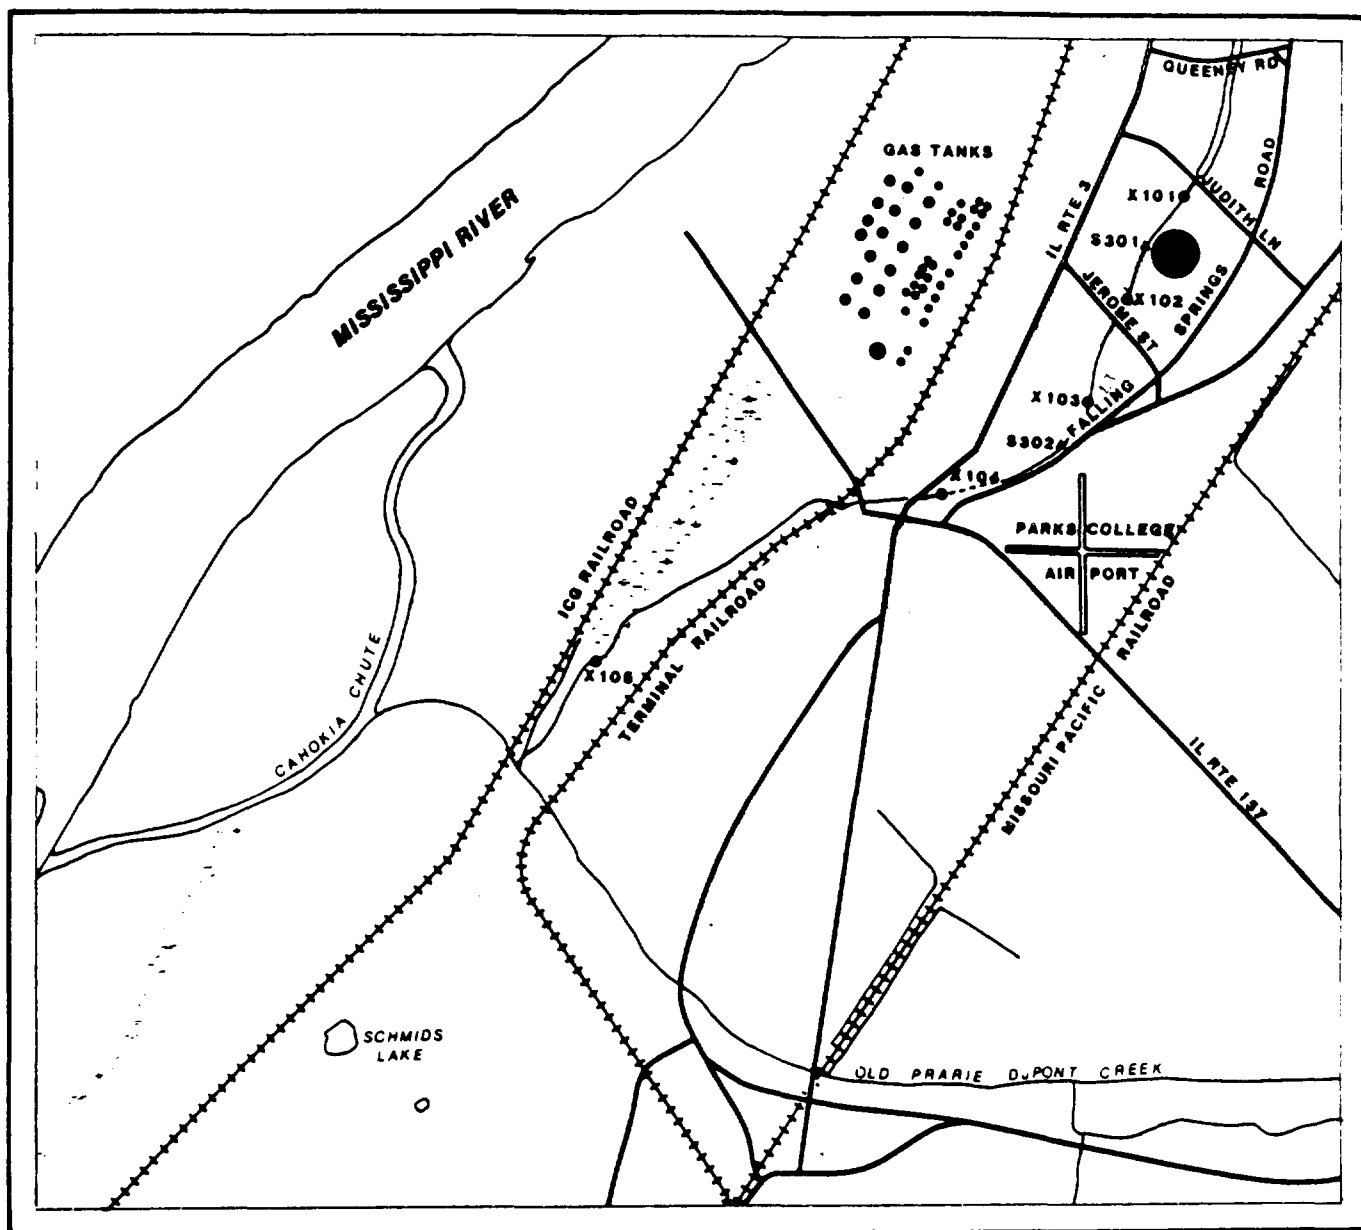 QUEENEY RD
GAS TANKS
ROAD
JUDITH LN
X101
MISSISSIPPI RIVER
IL RTE 3
S301
X102
SPRINGS
JEROME ST
X103
FALLING
S302
X104
ICG RAILROAD
PARKS COLLEGE
AIR PORT
TERMINAL RAILROAD
RAILROAD
MISSOURI PACIFIC
CAHOKIA CHUTE
IL RTE 157
SCHMIDS
LAKE
OLD PRARIE DuPONT CREEK